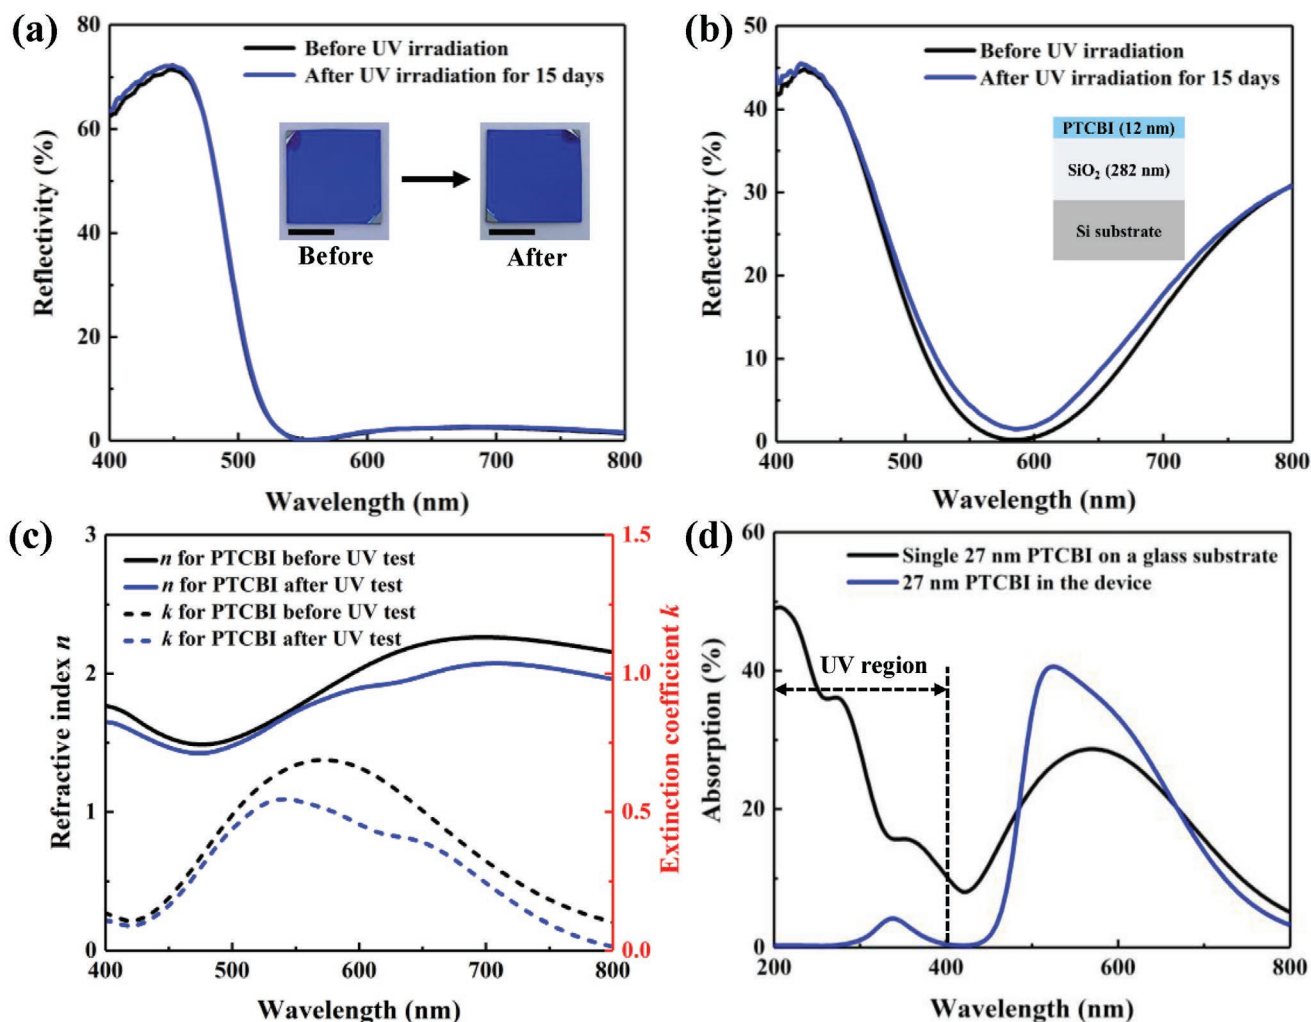 (a)
Before UV irradiation
After UV irradiation for 15 days
Before
After
Reflectivity (%)
80
60
40
20
0
400 500 600 700 800
Wavelength (nm)
(b)
Before UV irradiation
After UV irradiation for 15 days
PTCBI (12 nm)
SiO₂ (282 nm)
Si substrate
Reflectivity (%)
50
40
30
20
10
0
400 500 600 700 800
Wavelength (nm)
(c)
n for PTCBI before UV test
n for PTCBI after UV test
k for PTCBI before UV test
k for PTCBI after UV test
Refractive index n
3
2
1
0
Extinction coefficient k
1.5
1.0
0.5
0.0
400 500 600 700 800
Wavelength (nm)
(d)
Single 27 nm PTCBI on a glass substrate
27 nm PTCBI in the device
UV region
Absorption (%)
60
40
20
0
200 400 600 800
Wavelength (nm)